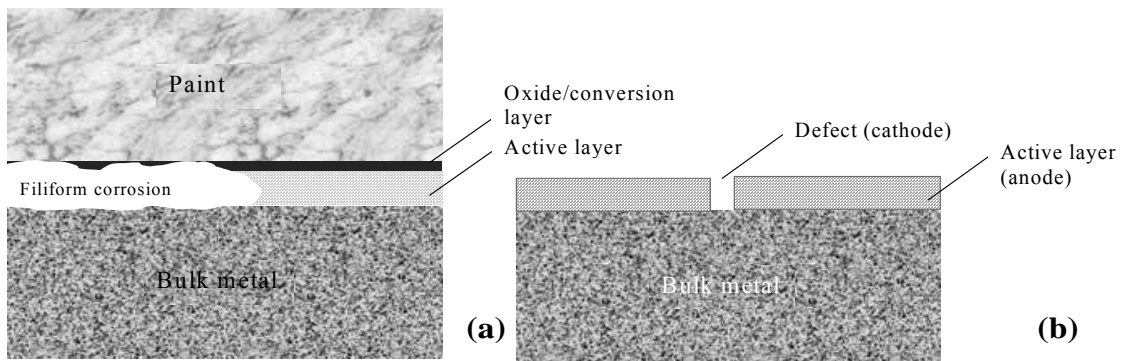 Paint
Oxide/conversion
layer
Active layer
Filiform corrosion
Bulk metal
(a)
Defect (cathode)
Active layer
(anode)
Bulk metal
(b)